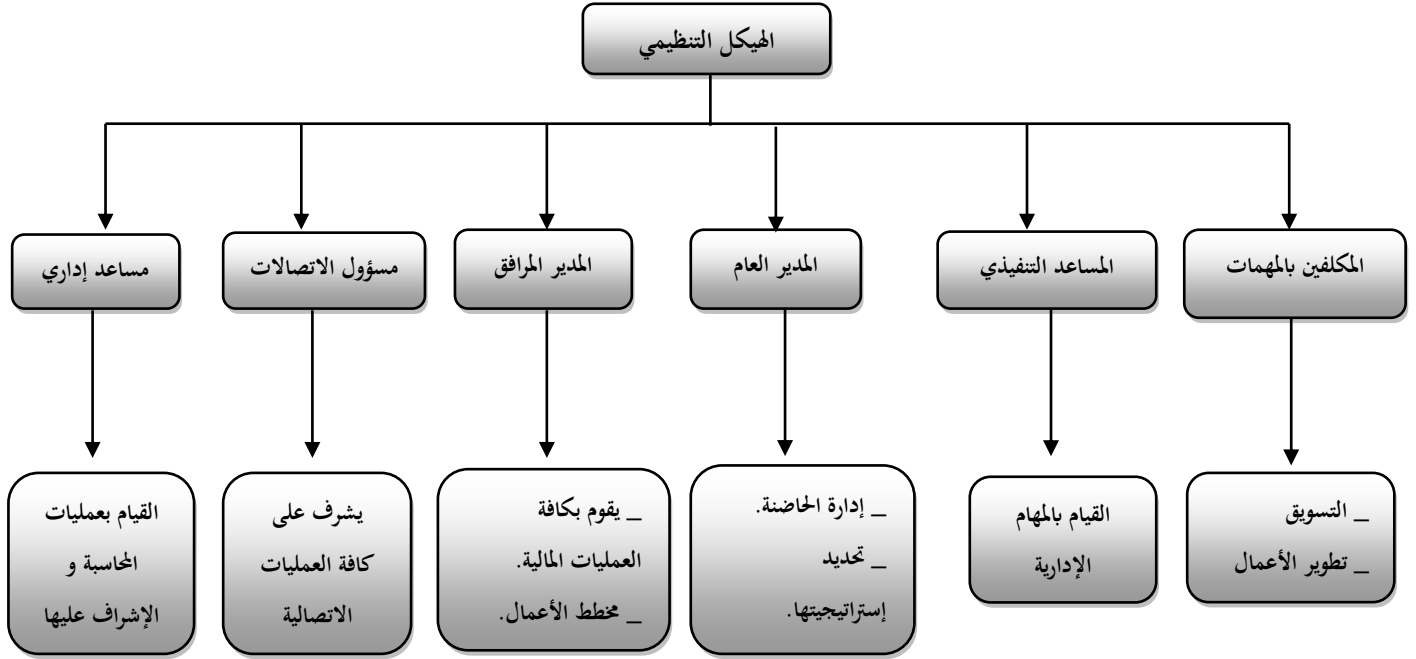 الهيكل التنظيمي
المكلفين بالمهمات
المساعد التنفيذي
المدير العام
المدير المرافق
مسؤول الاتصالات
مساعد إداري
_ التسويق
_ تطوير الأعمال
القيام بالمهام
الإدارية
_ إدارة الحاضنة.
_ تحديد
إستراتيجيتها.
_ يقوم بكافة
العمليات المالية.
_ مخطط الأعمال.
يشرف على
كافة العمليات
الاتصالية
القيام بعمليات
المحاسبة و
الإشراف عليها